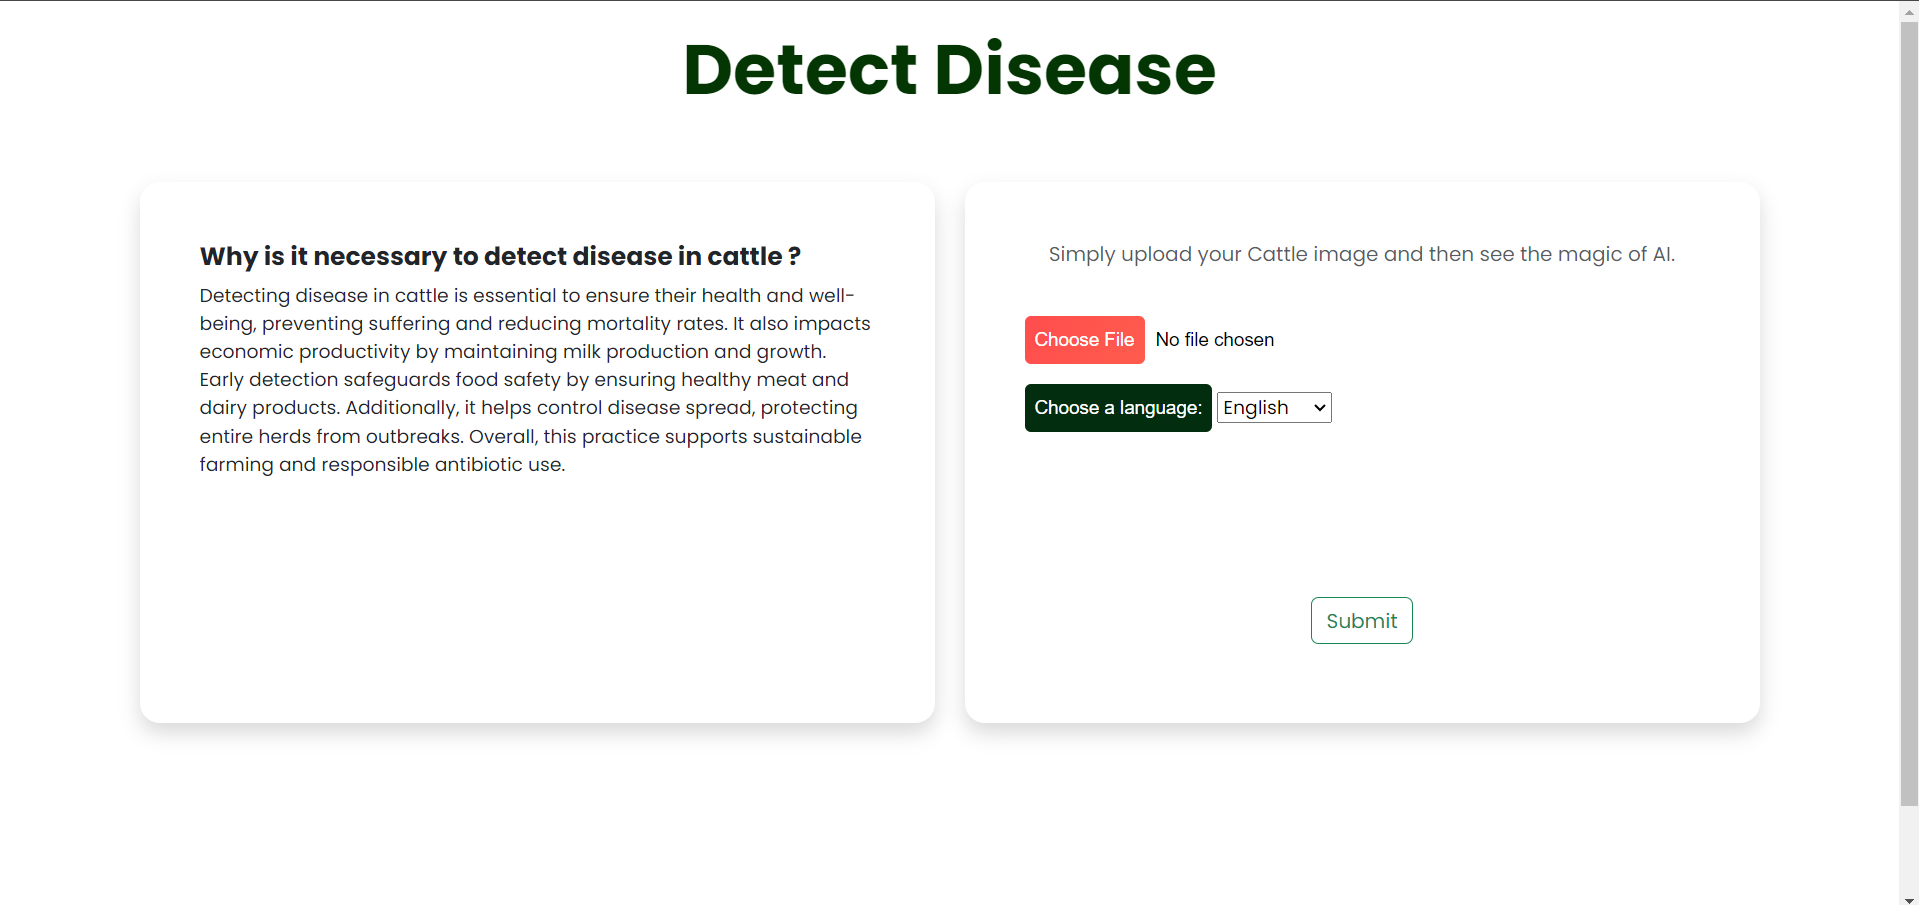 Detect Disease
Why is it necessary to detect disease in cattle ?
Detecting disease in cattle is essential to ensure their health and well-
being, preventing suffering and reducing mortality rates. It also impacts
economic productivity by maintaining milk production and growth.
Early detection safeguards food safety by ensuring healthy meat and
dairy products. Additionally, it helps control disease spread, protecting
entire herds from outbreaks. Overall, this practice supports sustainable
farming and responsible antibiotic use.
Simply upload your Cattle image and then see the magic of AI.
Choose File No file chosen
Choose a language: English
Submit